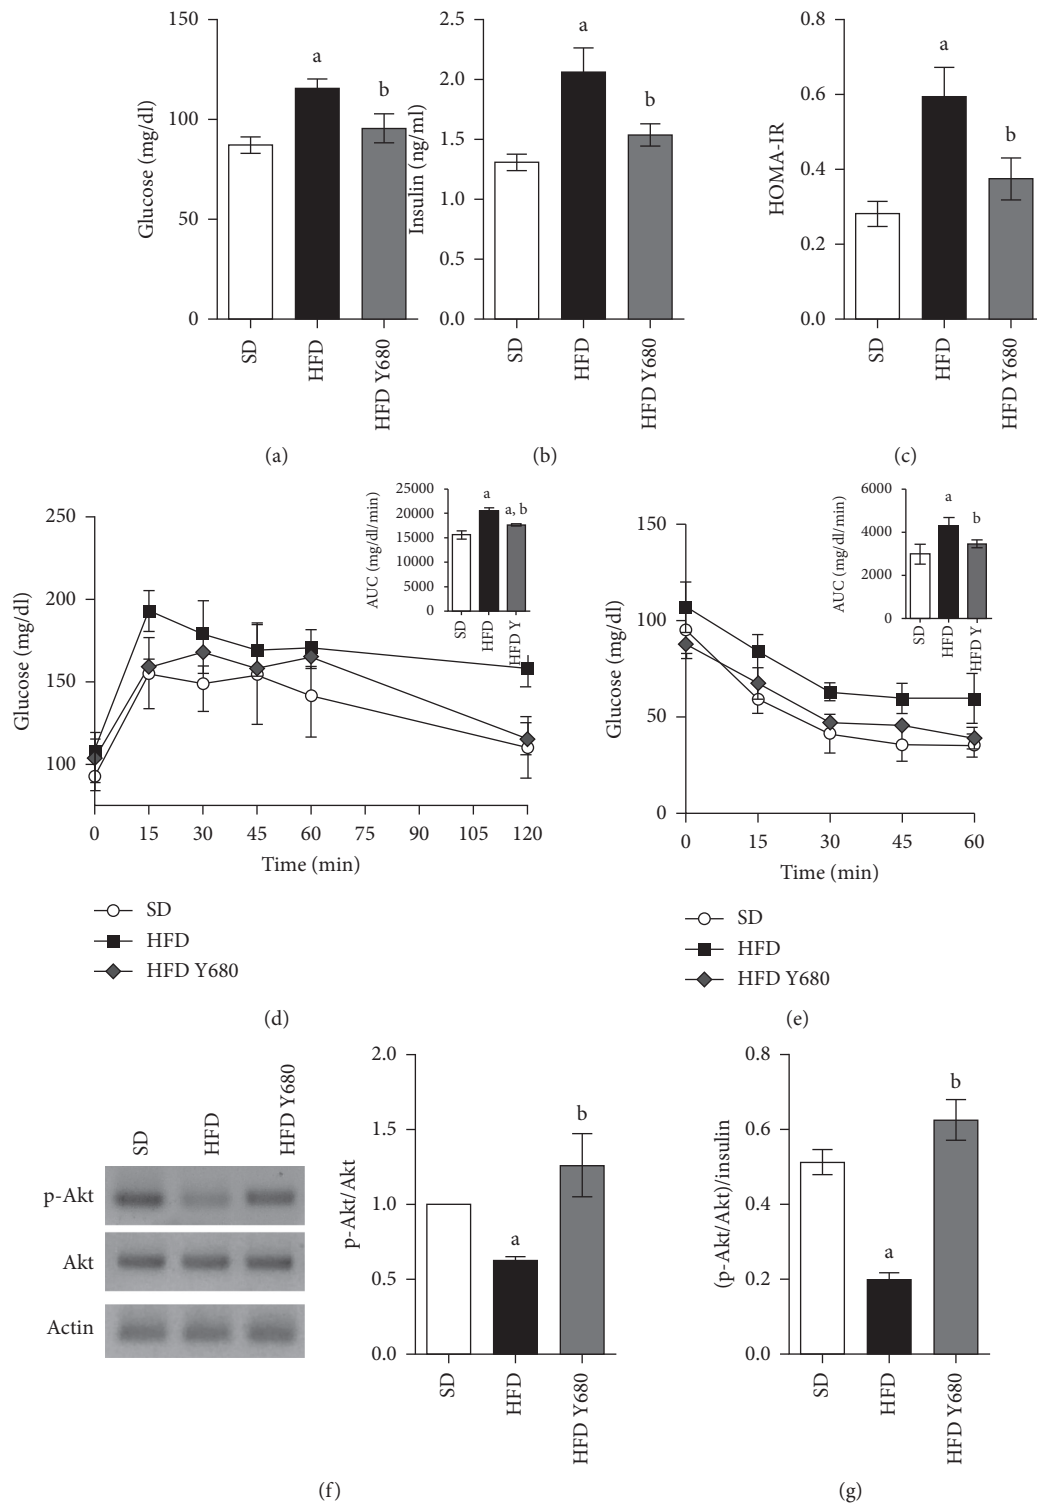 150
100
50
0
Glucose (mg/dl)
a
b
SD
HFD
HFD Y680
(a)
2.5
2.0
1.5
1.0
0.5
0.0
Insulin (ng/ml)
a
b
SD
HFD
HFD Y680
(b)
0.8
0.6
0.4
0.2
0.0
HOMA-IR
a
b
SD
HFD
HFD Y680
(c)
250
200
150
100
Glucose (mg/dl)
0 15 30 45 60 75 90 105 120
Time (min)
25000
20000
15000
10000
15000
10000
0
AUC (mg/dl/min)
a
a, b
SD
HFD
HFD Y
SD
HFD
HFD Y680
(d)
150
100
50
0
Glucose (mg/dl)
0 15 30 45 60
Time (min)
6000
4000
2000
0
AUC (mg/dl/min)
a
b
SD
HFD
HFD Y
SD
HFD
HFD Y680
(e)
SD
HFD
HFD Y680
p-Akt
Akt
Actin
2.0
1.5
1.0
0.5
0.0
p-Akt/Akt
a
b
SD
HFD
HFD Y680
(f)
0.8
0.6
0.4
0.2
0.0
(p-Akt/Akt)/insulin
a
b
SD
HFD
HFD Y680
(g)